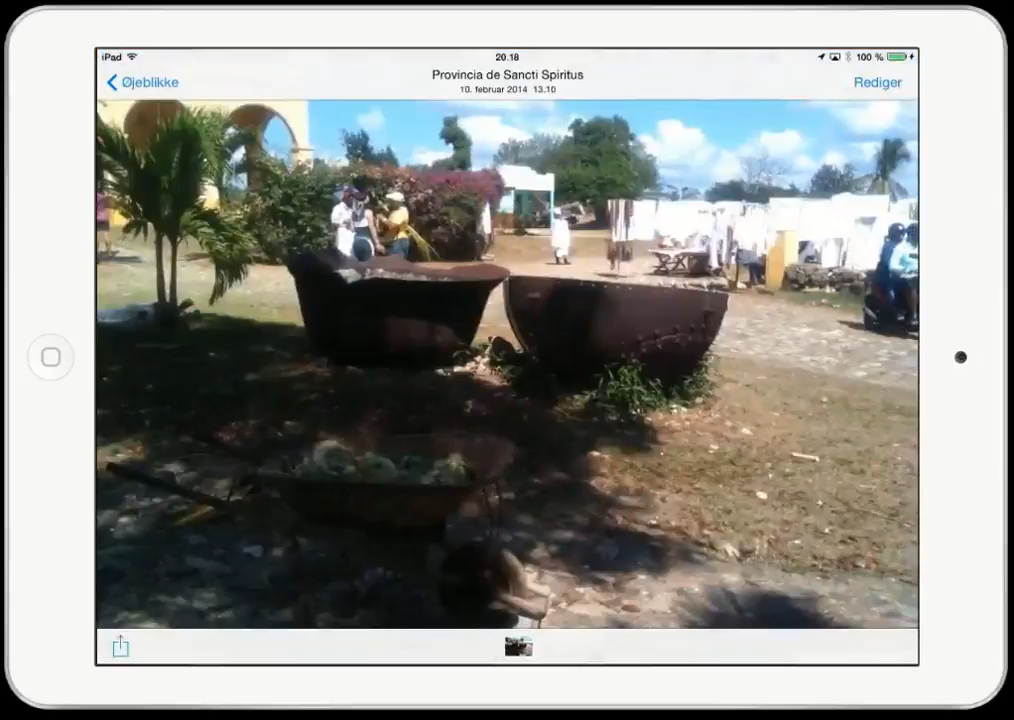 iPad 20.18 100 %
Øjeblikke Provincia de Sancti Spiritus Rediger
10. februar 2014 13.10